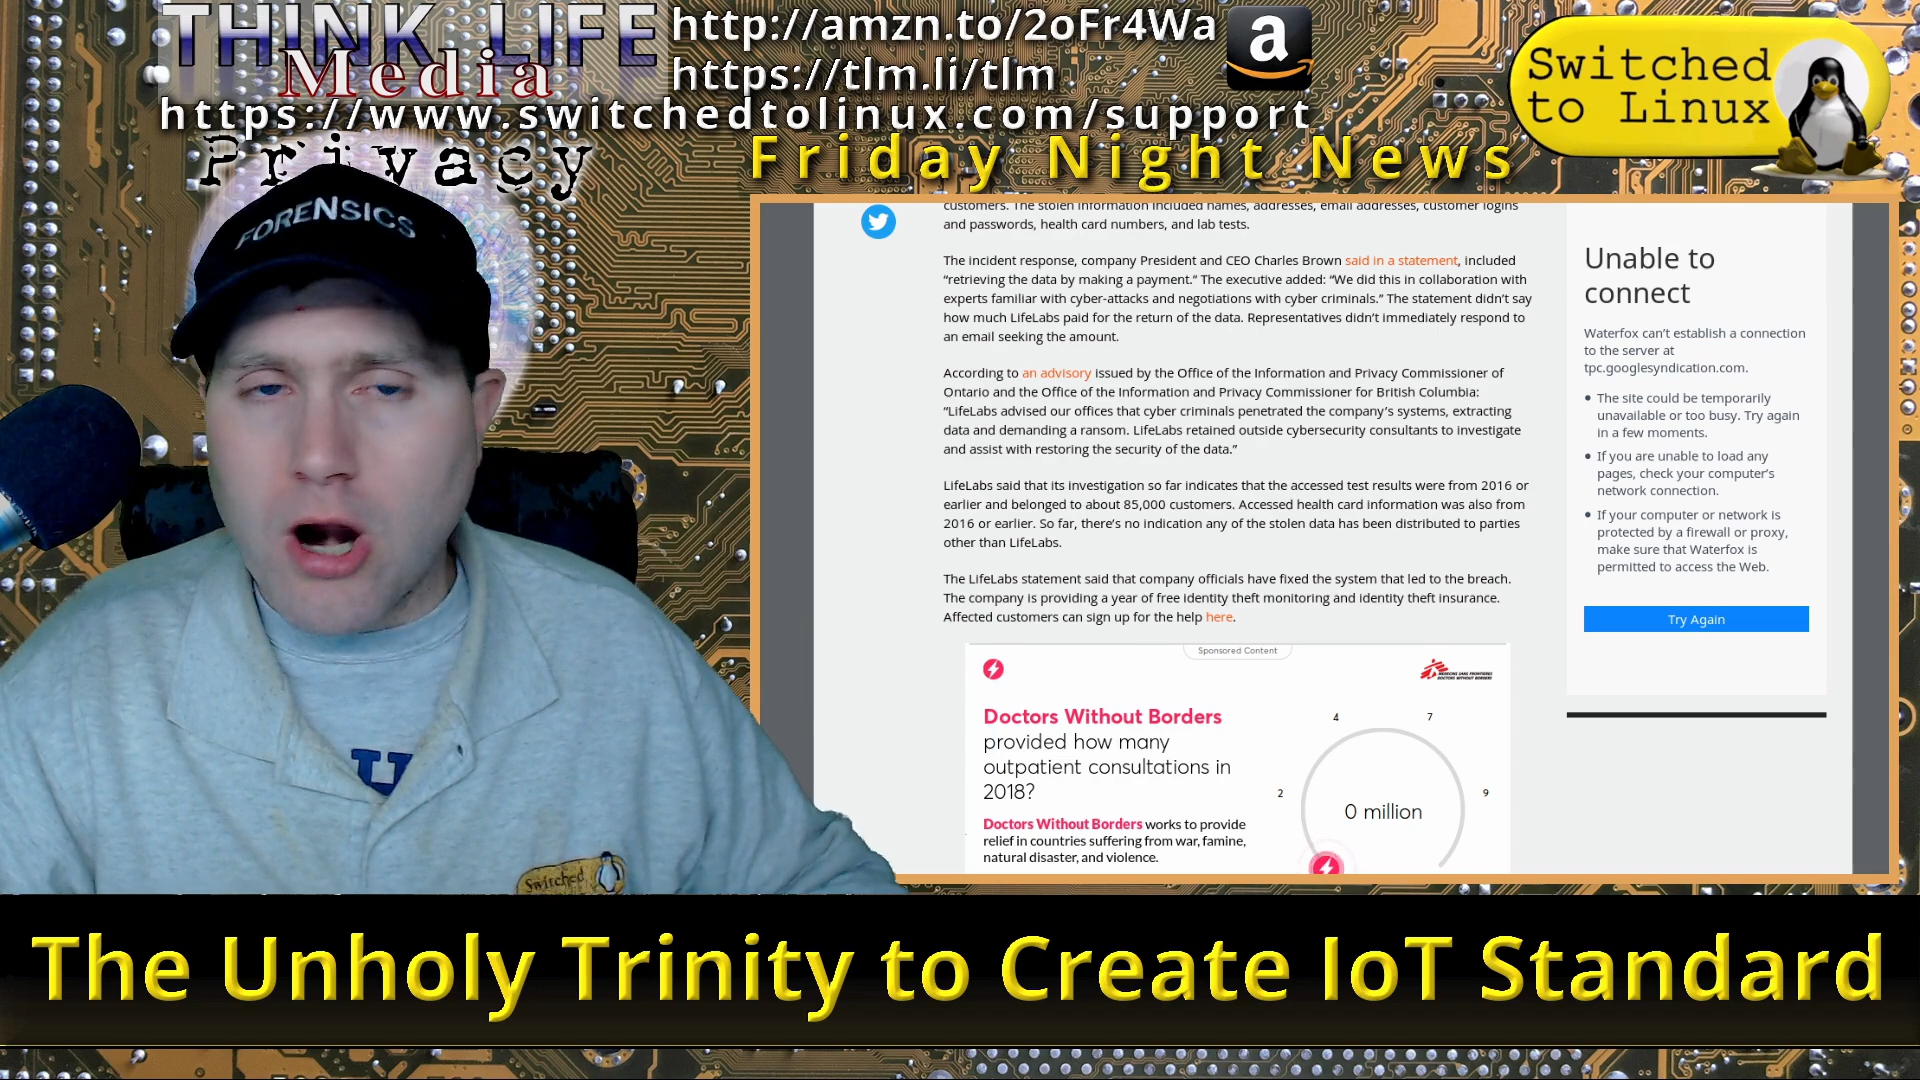 THINK LIFE
Media
http://amzn.to/2oFr4Wa
https://tlm.li/tlm
https://www.switchedtolinux.com/support
a
Switched
to Linux
Privacy
Friday Night News
FORENSICS
customers. The stolen information included names, addresses, email addresses, customer logins
and passwords, health card numbers, and lab tests.
The incident response, company President and CEO Charles Brown said in a statement, included
“retrieving the data by making a payment.” The executive added: “We did this in collaboration with
experts familiar with cyber-attacks and negotiations with cyber criminals.” The statement didn’t say
how much LifeLabs paid for the return of the data. Representatives didn’t immediately respond to
an email seeking the amount.
According to an advisory issued by the Office of the Information and Privacy Commissioner of
Ontario and the Office of the Information and Privacy Commissioner for British Columbia:
“LifeLabs advised our offices that cyber criminals penetrated the company’s systems, extracting
data and demanding a ransom. LifeLabs retained outside cybersecurity consultants to investigate
and assist with restoring the security of the data.”
LifeLabs said that its investigation so far indicates that the accessed test results were from 2016 or
earlier and belonged to about 85,000 customers. Accessed health card information was also from
2016 or earlier. So far, there’s no indication any of the stolen data has been distributed to parties
other than LifeLabs.
The LifeLabs statement said that company officials have fixed the system that led to the breach.
The company is providing a year of free identity theft monitoring and identity theft insurance.
Affected customers can sign up for the help here.
Sponsored Content
MEDECINS SANS FRONTIERES
DOCTORS WITHOUT BORDERS
Doctors Without Borders
provided how many
outpatient consultations in
2018?
Doctors Without Borders works to provide
relief in countries suffering from war, famine,
natural disaster, and violence.
4
7
2
9
0 million
Unable to
connect
Waterfox can’t establish a connection
to the server at
tpc.googlesyndication.com.
The site could be temporarily
unavailable or too busy. Try again
in a few moments.
If you are unable to load any
pages, check your computer’s
network connection.
If your computer or network is
protected by a firewall or proxy,
make sure that Waterfox is
permitted to access the Web.
Try Again
Switched
The Unholy Trinity to Create IoT Standard